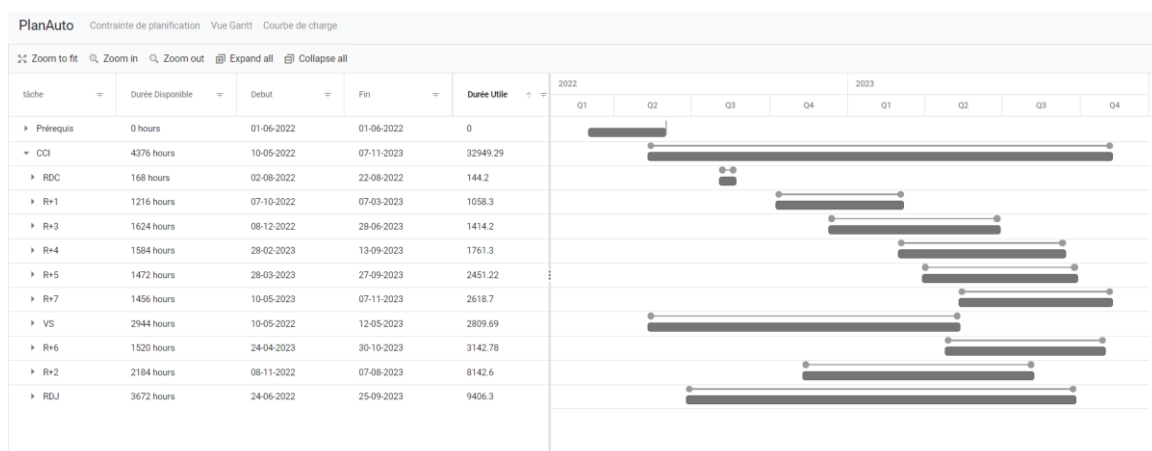 PlanAuto Contrainte de planification Vue Gantt Courbe de charge
Zoom to fit Zoom in Zoom out Expand all Collapse all
tâche Durée Disponible Debut Fin Durée Utile
2022 2023
Q1 Q2 Q3 Q4 Q1 Q2 Q3 Q4
Prérequis 0 hours 01-06-2022 01-06-2022 0
CCI 4376 hours 10-05-2022 07-11-2023 32949.29
RDC 168 hours 02-08-2022 22-08-2022 144.2
R+1 1216 hours 07-10-2022 07-03-2023 1058.3
R+3 1624 hours 08-12-2022 28-06-2023 1414.2
R+4 1584 hours 28-02-2023 13-09-2023 1761.3
R+5 1472 hours 28-03-2023 27-09-2023 2451.22
R+7 1456 hours 10-05-2023 07-11-2023 2618.7
VS 2944 hours 10-05-2022 12-05-2023 2809.69
R+6 1520 hours 24-04-2023 30-10-2023 3142.78
R+2 2184 hours 08-11-2022 07-08-2023 8142.6
RDJ 3672 hours 24-06-2022 25-09-2023 9406.3